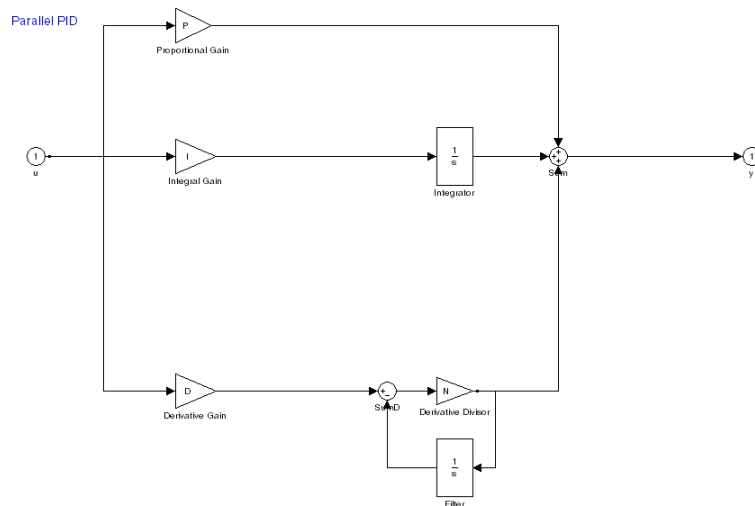 Parallel PID
P
Proportional Gain
1
u
I
Integral Gain
1
s
Integrator
+
+
+
Sum
1
y
D
Derivative Gain
+
−
SumD
N
Derivative Divisor
1
s
Filter